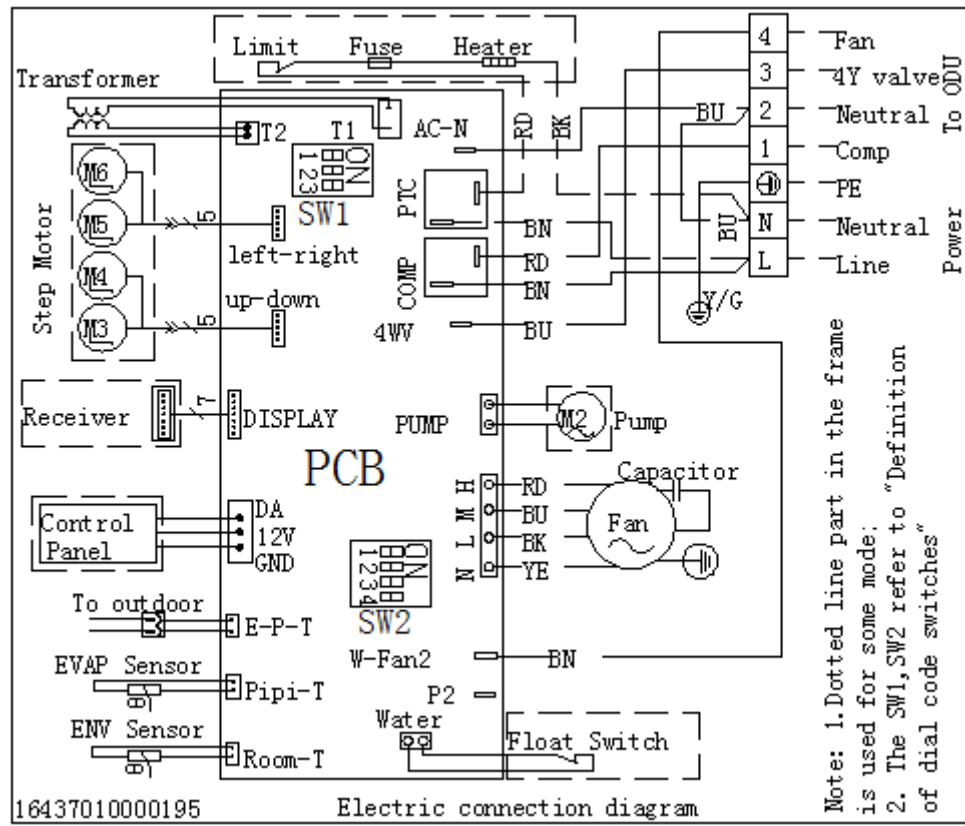 Limit Fuse Heater
Transformer
T2
T1
ON
123
SW1
AC-N
RD
BK
BU
4
Fan
3
4Y valve
2
Neutral
1
Comp
PE
N
Neutral
L
Line
To ODU
Power
BU
Y/G
PTC
BN
COMP
RD
BN
4WV
BU
Step Motor
M6
M5
M4
M3
5
left-right
5
up-down
Receiver
7
DISPLAY
PUMP
M2
Pump
PCB
Capacitor
H
RD
M
BU
L
BK
N
YE
Fan
Control
Panel
DA
12V
GND
ON
1234
SW2
To outdoor
E-P-T
W-Fan2
BN
EVAP Sensor
θ
Pipi-T
P2
ENV Sensor
θ
Room-T
Water
Float Switch
Note: 1.Dotted line part in the frame
is used for some mode;
2. The SW1,SW2 refer to "Definition
of dial code switches"
16437010000195
Electric connection diagram